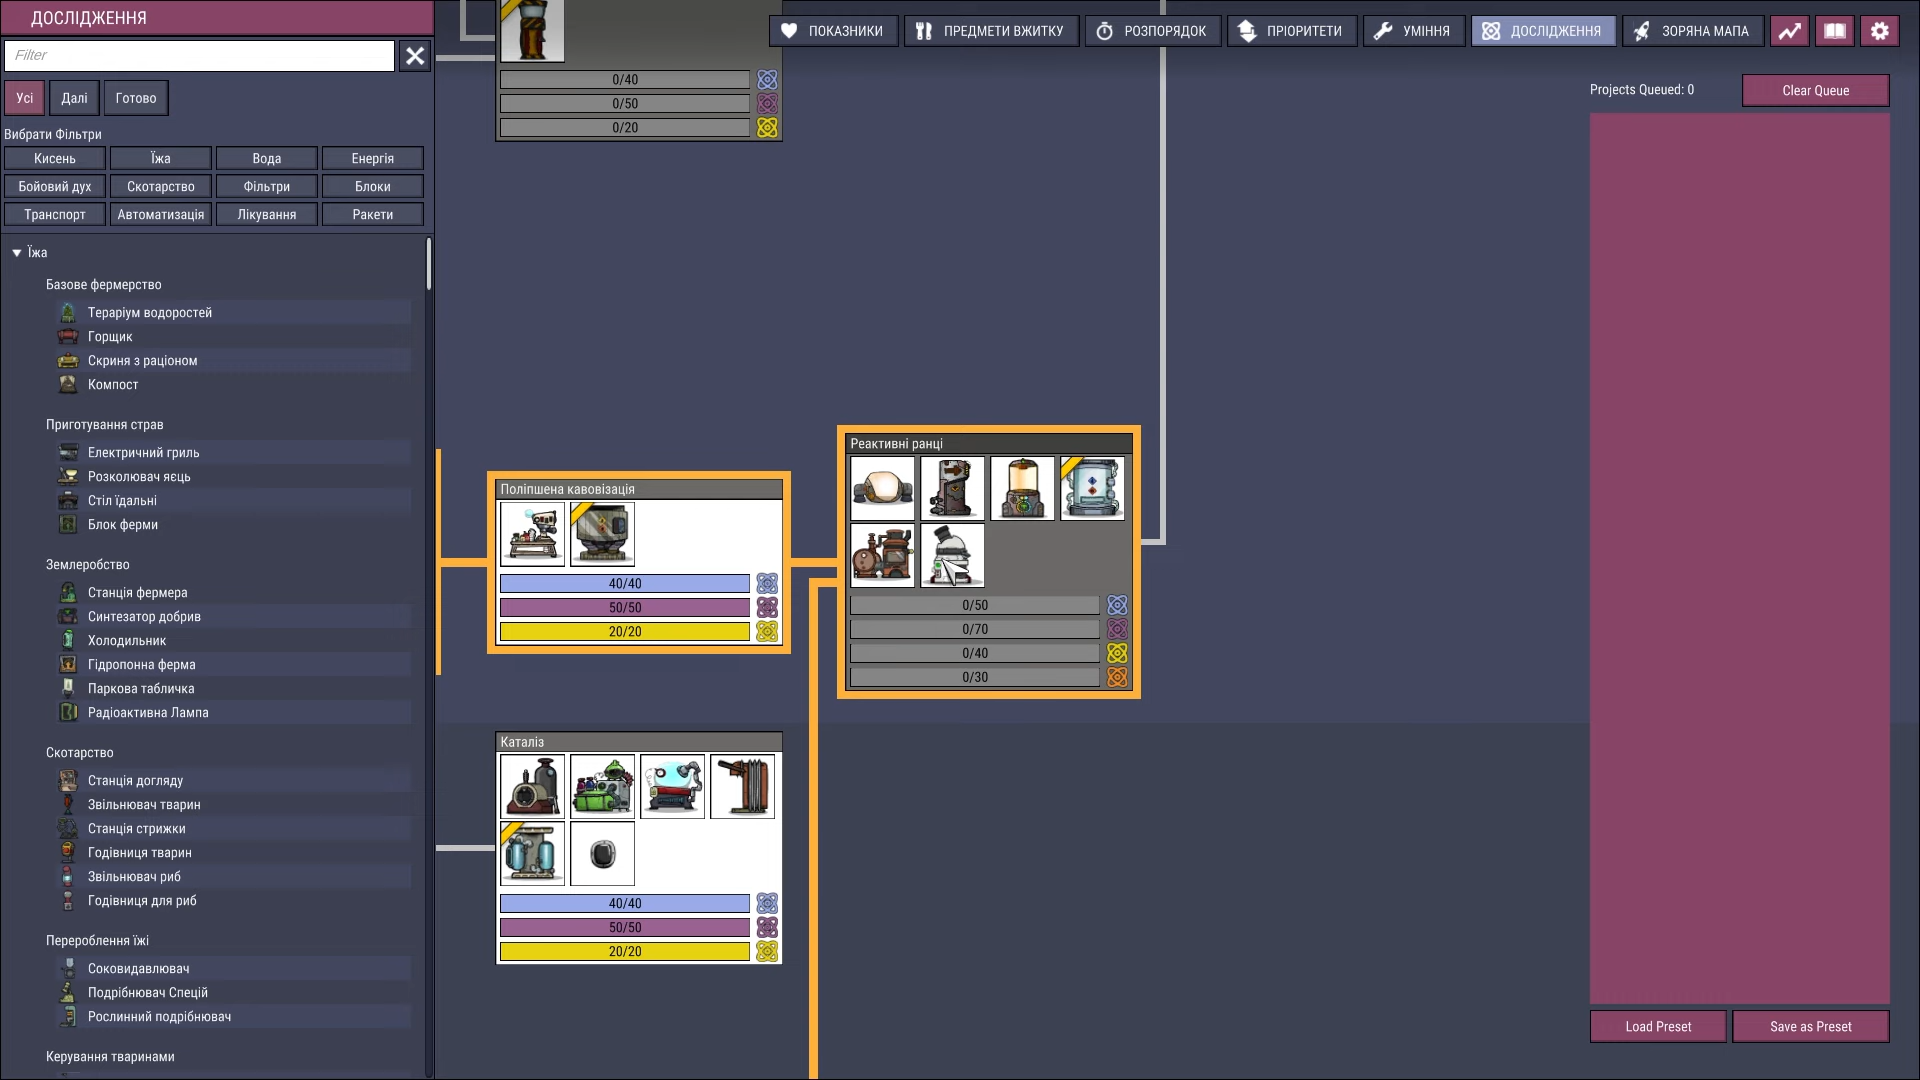 ДОСЛІДЖЕННЯ
Filter
Усі
Далі
Готово
Вибрати Фільтри
Кисень
Їжа
Вода
Енергія
Бойовий дух
Скотарство
Фільтри
Блоки
Транспорт
Автоматизація
Лікування
Ракети
Їжа
Базове фермерство
Тераріум водоростей
Горщик
Скриня з раціоном
Компост
Приготування страв
Електричний гриль
Розколювач яєць
Стіл їдальні
Блок ферми
Землеробство
Станція фермера
Синтезатор добрив
Холодильник
Гідропонна ферма
Паркова табличка
Радіоактивна Лампа
Скотарство
Станція догляду
Звільнювач тварин
Станція стрижки
Годівниця тварин
Звільнювач риб
Годівниця для риб
Перероблення їжі
Соковидавлювач
Подрібнювач Спецій
Рослинний подрібнювач
Керування тваринами
ПОКАЗНИКИ
ПРЕДМЕТИ ВЖИТКУ
РОЗПОРЯДОК
ПРІОРИТЕТИ
УМІННЯ
ДОСЛІДЖЕННЯ
ЗОРЯНА МАПА
0/40
0/50
0/20
Поліпшена кавовізація
40/40
50/50
20/20
Реактивні ранці
0/50
0/70
0/40
0/30
Каталіз
40/40
50/50
20/20
Projects Queued: 0
Clear Queue
Load Preset
Save as Preset